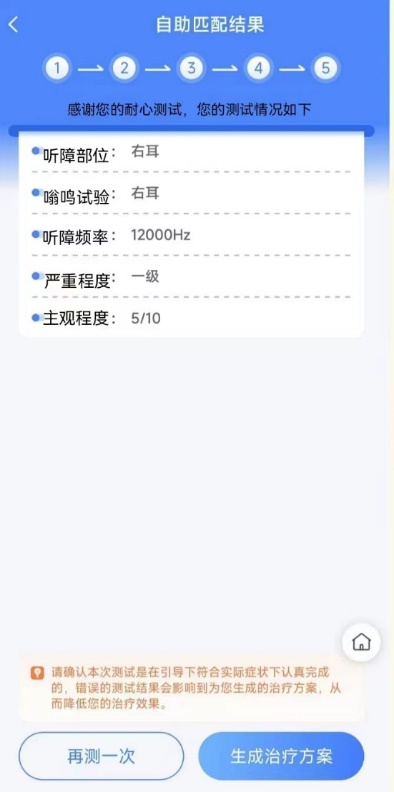 自助匹配结果
1 2 3 4 5
感谢您的耐心测试，您的测试情况如下
听障部位： 右耳
嗡鸣试验： 右耳
听障频率： 12000Hz
严重程度： 一级
主观程度： 5/10
请确认本次测试是在引导下符合实际症状下认真完成
的，错误的测试结果会影响到为您生成的治疗方案，从
而降低您的治疗效果。
再测一次
生成治疗方案